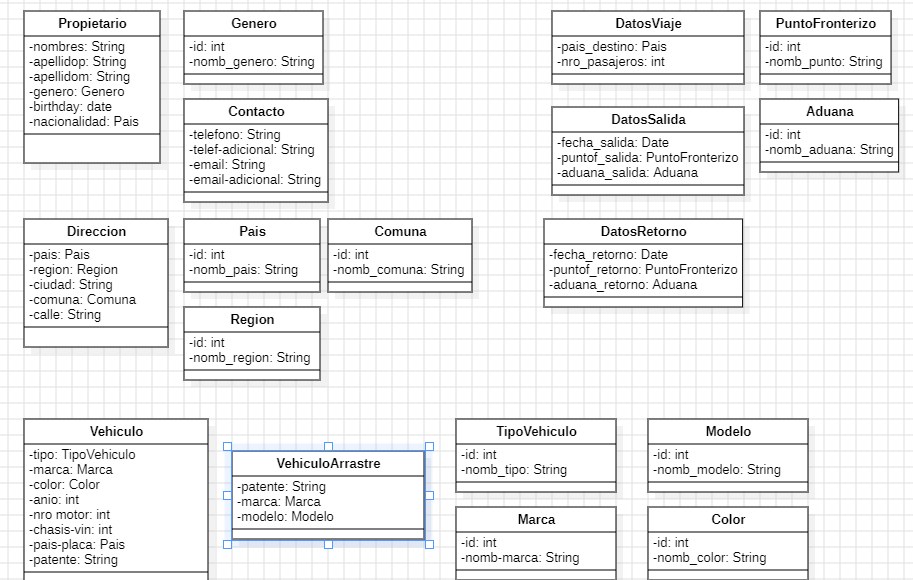 Propietario
-nombres: String
-apellidop: String
-apellidom: String
-genero: Genero
-birthday: date
-nacionalidad: Pais
Genero
-id: int
-nomb_genero: String
Contacto
-telefono: String
-telef-adicional: String
-email: String
-email-adicional: String
DatosViaje
-pais_destino: Pais
-nro_pasajeros: int
PuntoFronterizo
-id: int
-nomb_punto: String
DatosSalida
-fecha_salida: Date
-puntof_salida: PuntoFronterizo
-aduana_salida: Aduana
Aduana
-id: int
-nomb_aduana: String
Direccion
-pais: Pais
-region: Region
-ciudad: String
-comuna: Comuna
-calle: String
Pais
-id: int
-nomb_pais: String
Comuna
-id: int
-nomb_comuna: String
DatosRetorno
-fecha_retorno: Date
-puntof_retorno: PuntoFronterizo
-aduana_retorno: Aduana
Region
-id: int
-nomb_region: String
Vehiculo
-tipo: TipoVehiculo
-marca: Marca
-color: Color
-anio: int
-nro motor: int
-chasis-vin: int
-pais-placa: Pais
-patente: String
VehiculoArrastre
-patente: String
-marca: Marca
-modelo: Modelo
TipoVehiculo
-id: int
-nomb_tipo: String
Modelo
-id: int
-nomb_modelo: String
Marca
-id: int
-nomb-marca: String
Color
-id: int
-nomb_color: String